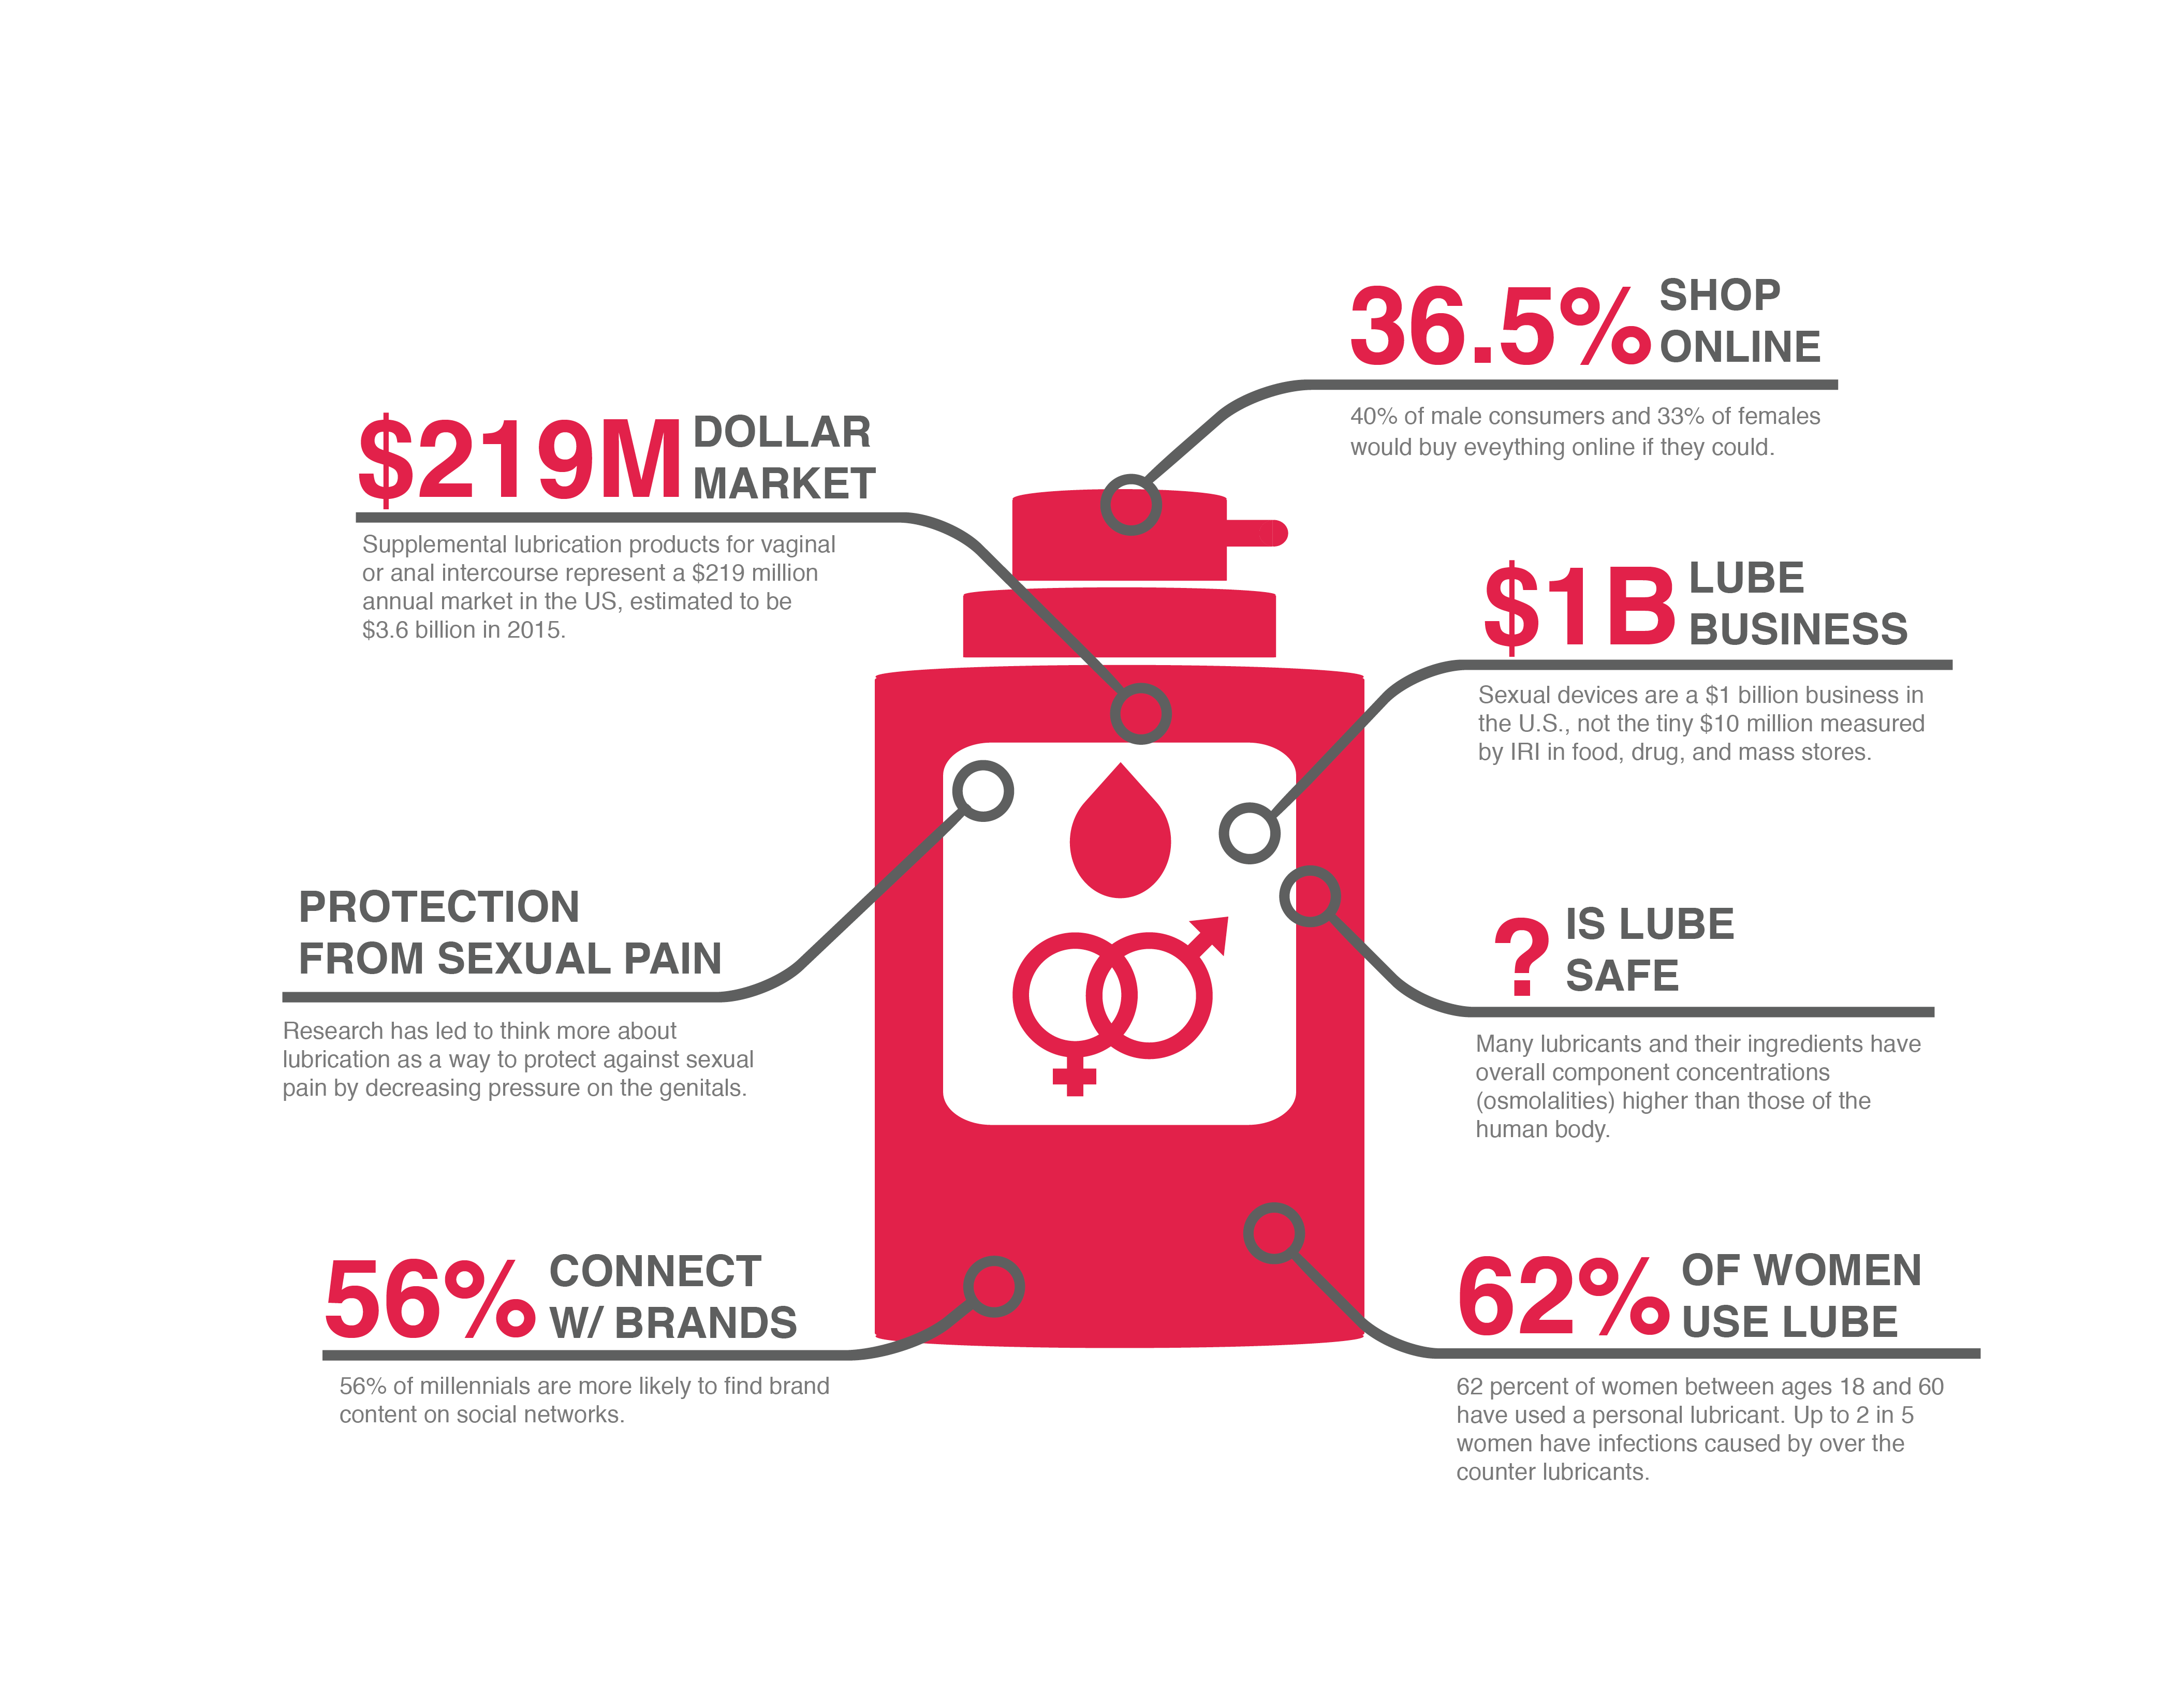 36.5% SHOP
ONLINE
40% of male consumers and 33% of females
would buy eveything online if they could.
$219M DOLLAR
MARKET
Supplemental lubrication products for vaginal
or anal intercourse represent a $219 million
annual market in the US, estimated to be
$3.6 billion in 2015.
$1B LUBE
BUSINESS
Sexual devices are a $1 billion business in
the U.S., not the tiny $10 million measured
by IRI in food, drug, and mass stores.
PROTECTION
FROM SEXUAL PAIN
Research has led to think more about
lubrication as a way to protect against sexual
pain by decreasing pressure on the genitals.
? IS LUBE
SAFE
Many lubricants and their ingredients have
overall component concentrations
(osmolalities) higher than those of the
human body.
56% CONNECT
W/ BRANDS
56% of millennials are more likely to find brand
content on social networks.
62% OF WOMEN
USE LUBE
62 percent of women between ages 18 and 60
have used a personal lubricant. Up to 2 in 5
women have infections caused by over the
counter lubricants.